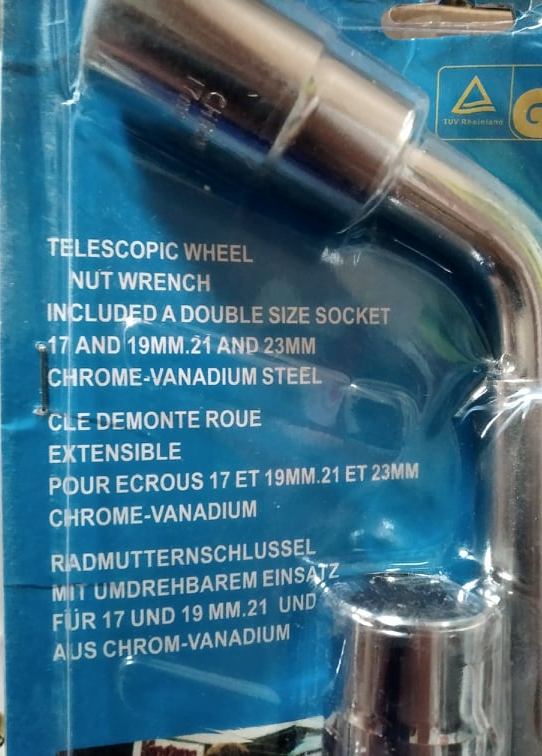 TÜV Rheinland
TELESCOPIC WHEEL
NUT WRENCH
INCLUDED A DOUBLE SIZE SOCKET
17 AND 19MM.21 AND 23MM
CHROME-VANADIUM STEEL
CLE DEMONTE ROUE
EXTENSIBLE
POUR ECROUS 17 ET 19MM.21 ET 23MM
CHROME-VANADIUM
RADMUTTERNSCHLUSSEL
MIT UMDREHBAREM EINSATZ
FÜR 17 UND 19 MM.21 UND
AUS CHROM-VANADIUM